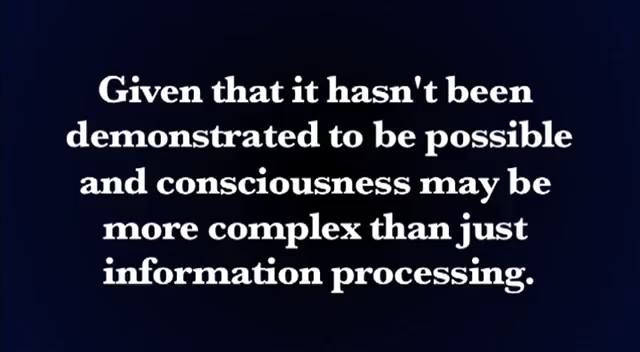 Given that it hasn't been
demonstrated to be possible
and consciousness may be
more complex than just
information processing.